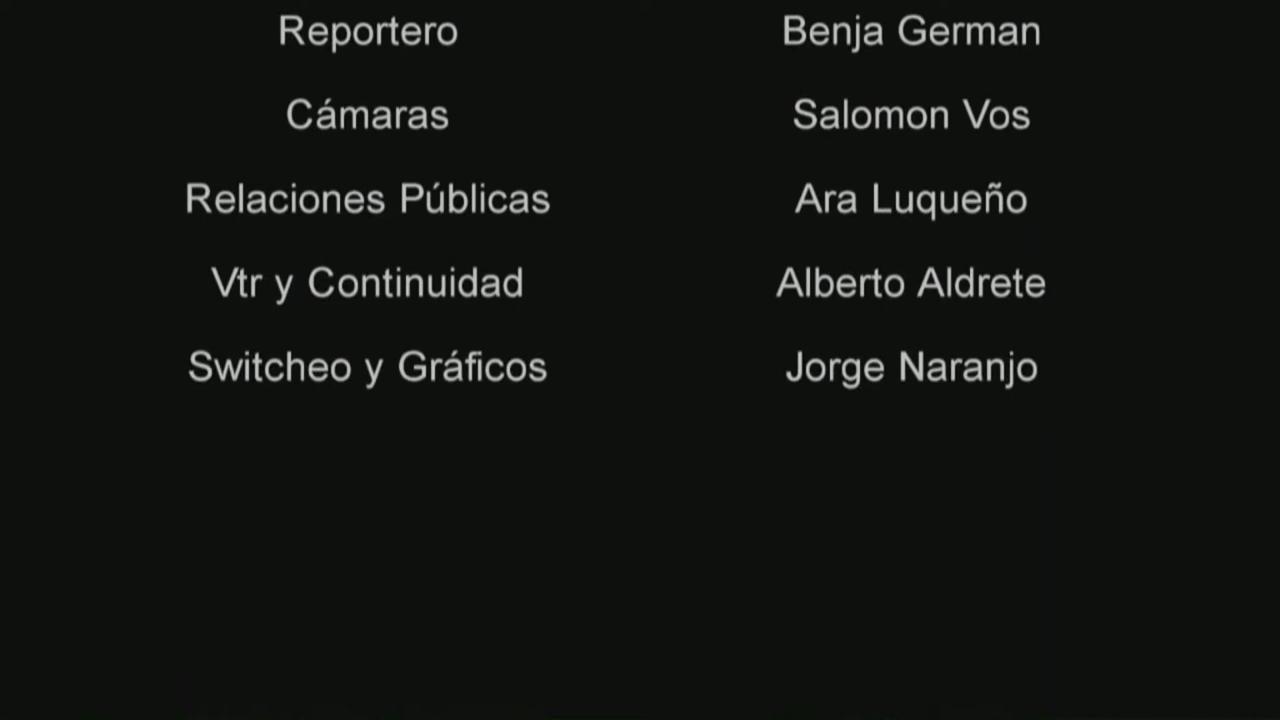 Reportero Benja German
Cámaras Salomon Vos
Relaciones Públicas Ara Luqueño
Vtr y Continuidad Alberto Aldrete
Switcheo y Gráficos Jorge Naranjo